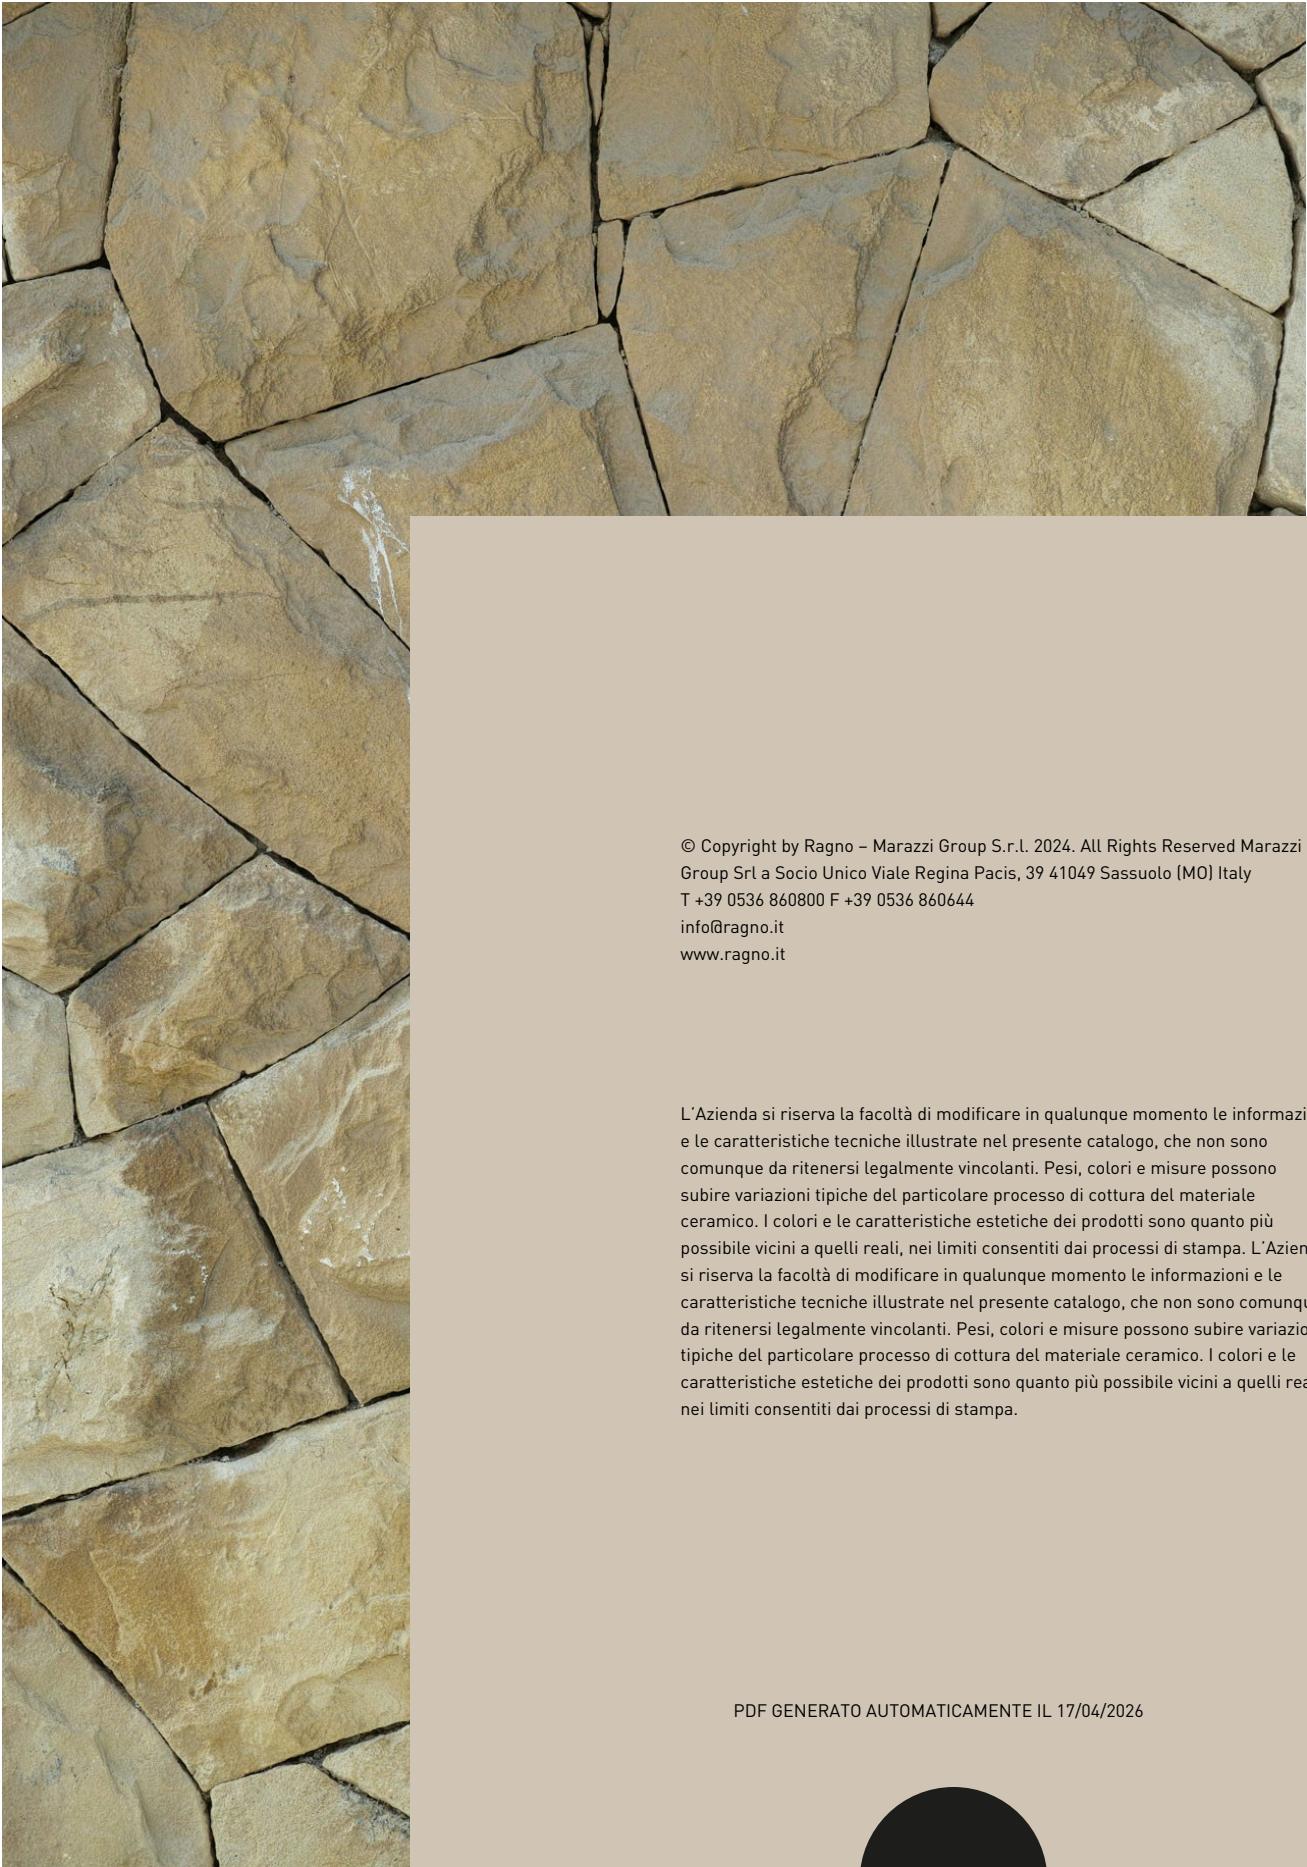 © Copyright by Ragno – Marazzi Group S.r.l. 2024. All Rights Reserved Marazzi
Group Srl a Socio Unico Viale Regina Pacis, 39 41049 Sassuolo (MO) Italy
T +39 0536 860800 F +39 0536 860644
info@ragno.it
www.ragno.it
L'Azienda si riserva la facoltà di modificare in qualunque momento le
e le caratteristiche tecniche illustrate nel presente catalogo, che non sono
comunque da ritenersi legalmente vincolanti. Pesi, colori e misure possono
subire variazioni tipiche del particolare processo di cottura del materiale
ceramico. I colori e le caratteristiche estetiche dei prodotti sono quanto più
possibile vicini a quelli reali, nei limiti consentiti dai processi di stampa.
si riserva la facoltà di modificare in qualunque momento le informazioni e le
caratteristiche tecniche illustrate nel presente catalogo, che non sono
da ritenersi legalmente vincolanti. Pesi, colori e misure possono subire
tipiche del particolare processo di cottura del materiale ceramico. I colori e le
caratteristiche estetiche dei prodotti sono quanto più possibile vicini a quelli
nei limiti consentiti dai processi di stampa.
PDF GENERATO AUTOMATICAMENTE IL 17/04/2026